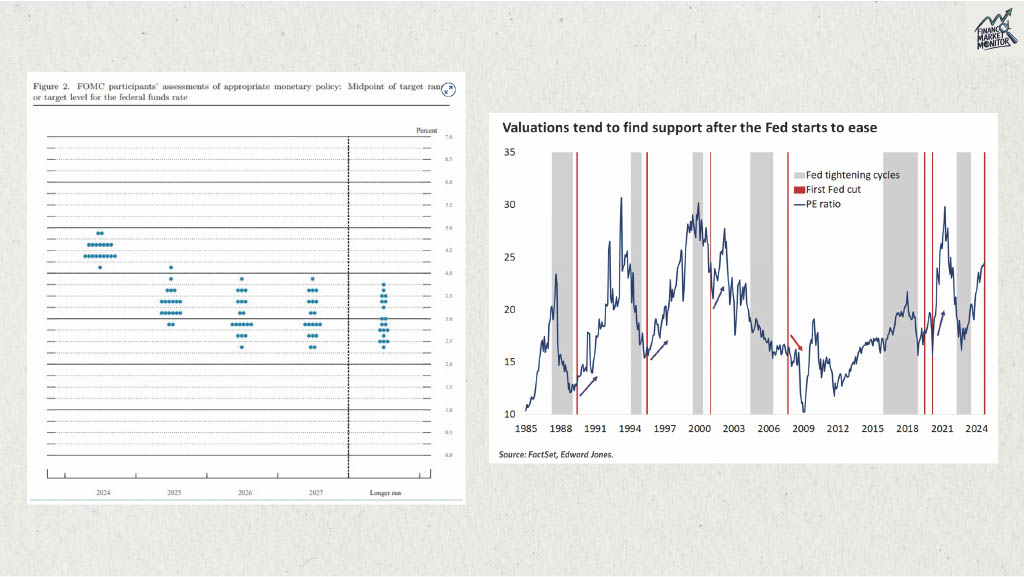 FINANCE
MARKET
MONITOR
Figure 2. FOMC participants' assessments of appropriate monetary policy: Midpoint of target ran
or target level for the federal funds rate
Percent
7.0
6.5
6.0
5.5
5.0
4.5
4.0
3.5
3.0
2.5
2.0
1.5
1.0
0.5
0.0
2024
2025
2026
2027
Longer run
Valuations tend to find support after the Fed starts to ease
35
30
25
20
15
10
Fed tightening cycles
First Fed cut
PE ratio
1985 1988 1991 1994 1997 2000 2003 2006 2009 2012 2015 2018 2021 2024
Source: FactSet, Edward Jones.